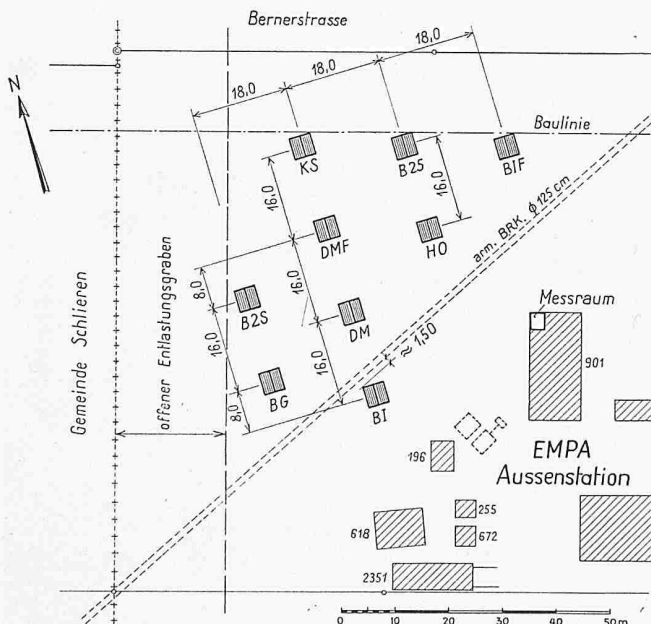 Bernerstrasse
18,0
18,0
18,0
N
Baulinie
KS
B2S
BIF
16,0
16,0
arm. BRK. ϕ 125 cm
DMF
HO
Gemeinde Schlieren
offener Entlastungsgraben
8,0
B2S
16,0
DM
Messraum
901
16,0
≈ 1,50
16,0
BG
BI
8,0
196
EMPA
Aussenstation
255
618
672
2351
0 10 20 30 40 50 m